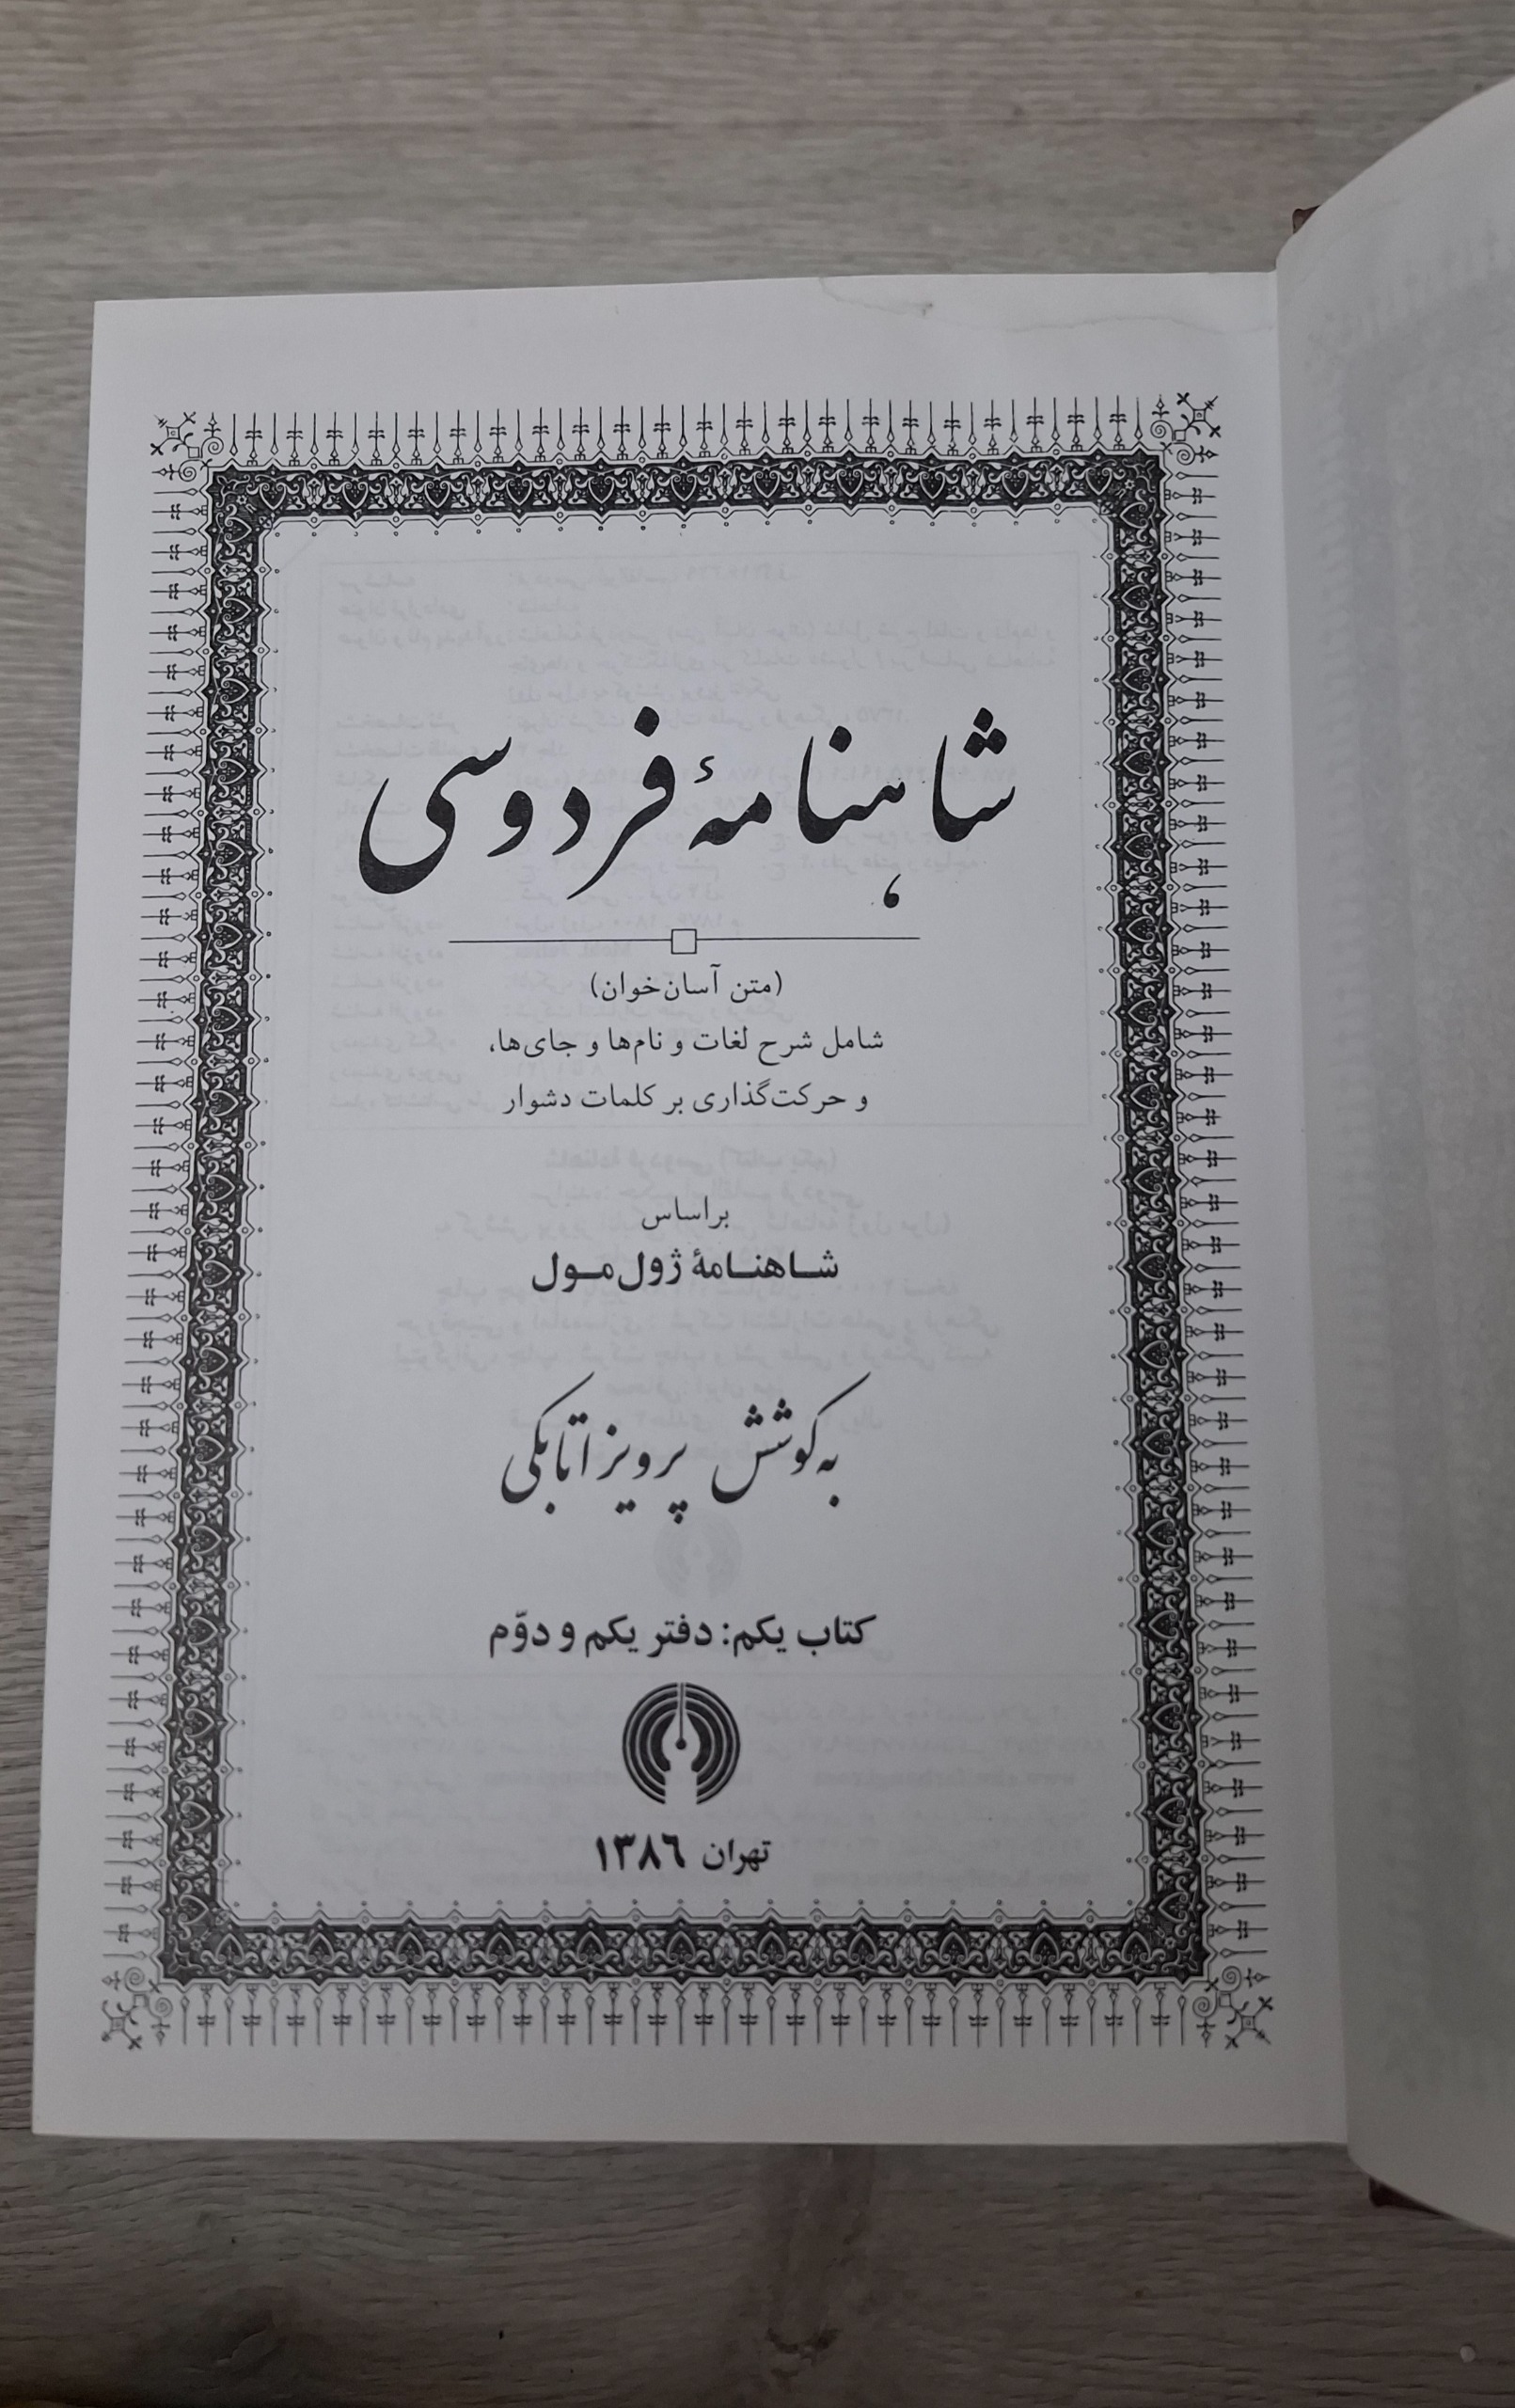 شاهنامهٔ فردوسی
(متن آسان‌خوان)
شامل شرح لغات و نام‌ها و جای‌ها،
و حرکت‌گذاری بر کلمات دشوار
براساس
شاهنامهٔ ژول مول
به کوشش پرویز اتابکی
کتاب یکم: دفتر یکم و دوّم
تهران ۱۳۸۶